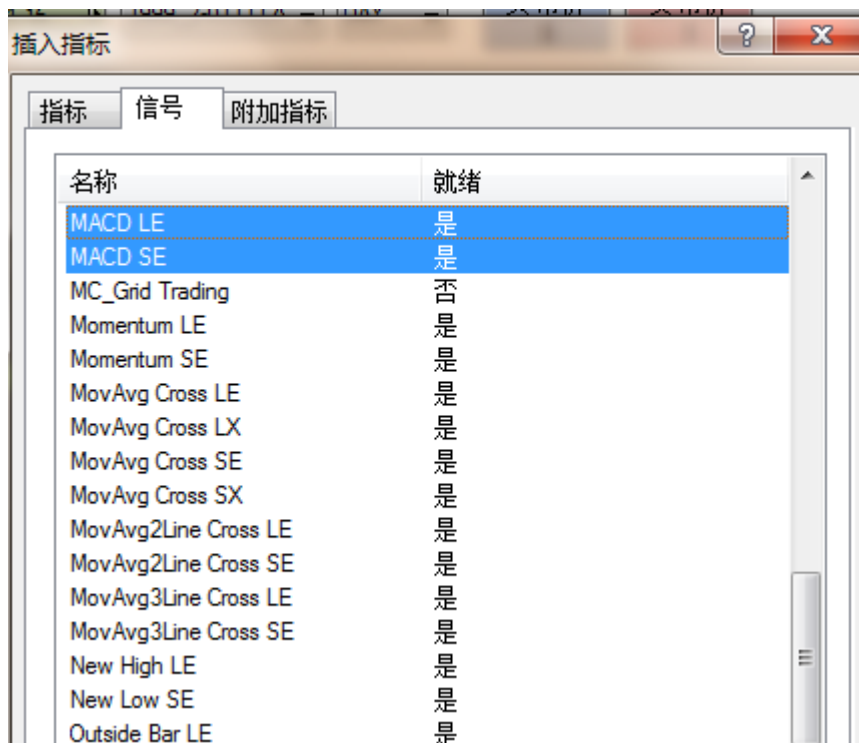 插入指标
指标 信号 附加指标
名称 就绪
MACD LE 是
MACD SE 是
MC_Grid Trading 否
Momentum LE 是
Momentum SE 是
MovAvg Cross LE 是
MovAvg Cross LX 是
MovAvg Cross SE 是
MovAvg Cross SX 是
MovAvg2Line Cross LE 是
MovAvg2Line Cross SE 是
MovAvg3Line Cross LE 是
MovAvg3Line Cross SE 是
New High LE 是
New Low SE 是
Outside Bar LE 是